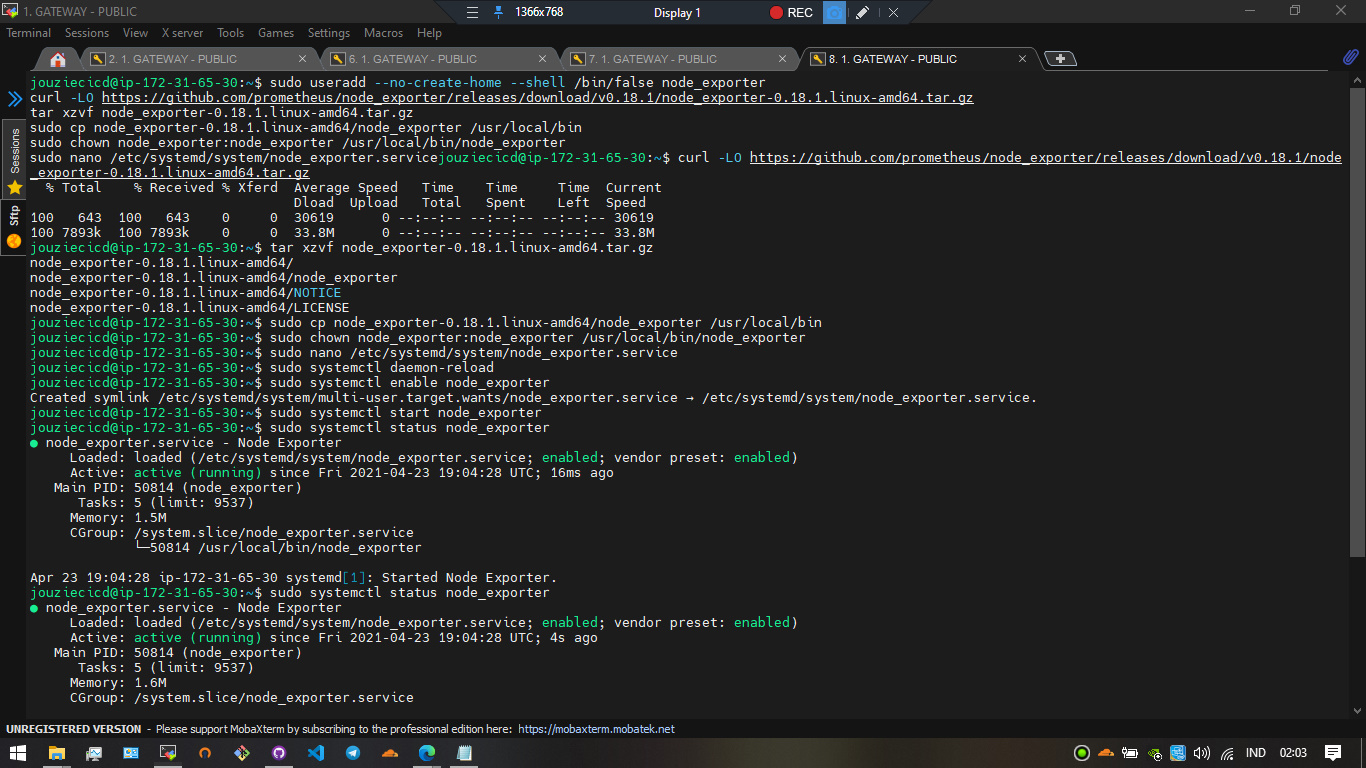 1. GATEWAY - PUBLIC
1366x768
Display 1
REC
Terminal Sessions View X server Tools Games Settings Macros Help
2. 1. GATEWAY - PUBLIC
6. 1. GATEWAY - PUBLIC
7. 1. GATEWAY - PUBLIC
8. 1. GATEWAY - PUBLIC
Sessions
Sftp
jouziecicd@ip-172-31-65-30:~$ sudo useradd --no-create-home --shell /bin/false node_exporter
curl -LO https://github.com/prometheus/node_exporter/releases/download/v0.18.1/node_exporter-0.18.1.linux-amd64.tar.gz
tar xzvf node_exporter-0.18.1.linux-amd64.tar.gz
sudo cp node_exporter-0.18.1.linux-amd64/node_exporter /usr/local/bin
sudo chown node_exporter:node_exporter /usr/local/bin/node_exporter
sudo nano /etc/systemd/system/node_exporter.servicejouziecicd@ip-172-31-65-30:~$ curl -LO https://github.com/prometheus/node_exporter/releases/download/v0.18.1/node
_exporter-0.18.1.linux-amd64.tar.gz
  % Total    % Received % Xferd  Average Speed   Time    Time     Time  Current
                                 Dload  Upload   Total   Spent    Left  Speed
100   643  100   643    0     0  30619      0 --:--:-- --:--:-- --:--:-- 30619
100 7893k  100 7893k    0     0  33.8M      0 --:--:-- --:--:-- --:--:-- 33.8M
jouziecicd@ip-172-31-65-30:~$ tar xzvf node_exporter-0.18.1.linux-amd64.tar.gz
node_exporter-0.18.1.linux-amd64/
node_exporter-0.18.1.linux-amd64/node_exporter
node_exporter-0.18.1.linux-amd64/NOTICE
node_exporter-0.18.1.linux-amd64/LICENSE
jouziecicd@ip-172-31-65-30:~$ sudo cp node_exporter-0.18.1.linux-amd64/node_exporter /usr/local/bin
jouziecicd@ip-172-31-65-30:~$ sudo chown node_exporter:node_exporter /usr/local/bin/node_exporter
jouziecicd@ip-172-31-65-30:~$ sudo nano /etc/systemd/system/node_exporter.service
jouziecicd@ip-172-31-65-30:~$ sudo systemctl daemon-reload
jouziecicd@ip-172-31-65-30:~$ sudo systemctl enable node_exporter
Created symlink /etc/systemd/system/multi-user.target.wants/node_exporter.service → /etc/systemd/system/node_exporter.service.
jouziecicd@ip-172-31-65-30:~$ sudo systemctl start node_exporter
jouziecicd@ip-172-31-65-30:~$ sudo systemctl status node_exporter
● node_exporter.service - Node Exporter
     Loaded: loaded (/etc/systemd/system/node_exporter.service; enabled; vendor preset: enabled)
     Active: active (running) since Fri 2021-04-23 19:04:28 UTC; 16ms ago
   Main PID: 50814 (node_exporter)
      Tasks: 5 (limit: 9537)
     Memory: 1.5M
     CGroup: /system.slice/node_exporter.service
             └─50814 /usr/local/bin/node_exporter
Apr 23 19:04:28 ip-172-31-65-30 systemd[1]: Started Node Exporter.
jouziecicd@ip-172-31-65-30:~$ sudo systemctl status node_exporter
● node_exporter.service - Node Exporter
     Loaded: loaded (/etc/systemd/system/node_exporter.service; enabled; vendor preset: enabled)
     Active: active (running) since Fri 2021-04-23 19:04:28 UTC; 4s ago
   Main PID: 50814 (node_exporter)
      Tasks: 5 (limit: 9537)
     Memory: 1.6M
     CGroup: /system.slice/node_exporter.service
UNREGISTERED VERSION - Please support MobaXterm by subscribing to the professional edition here: https://mobaxterm.mobatek.net
IND 02:03